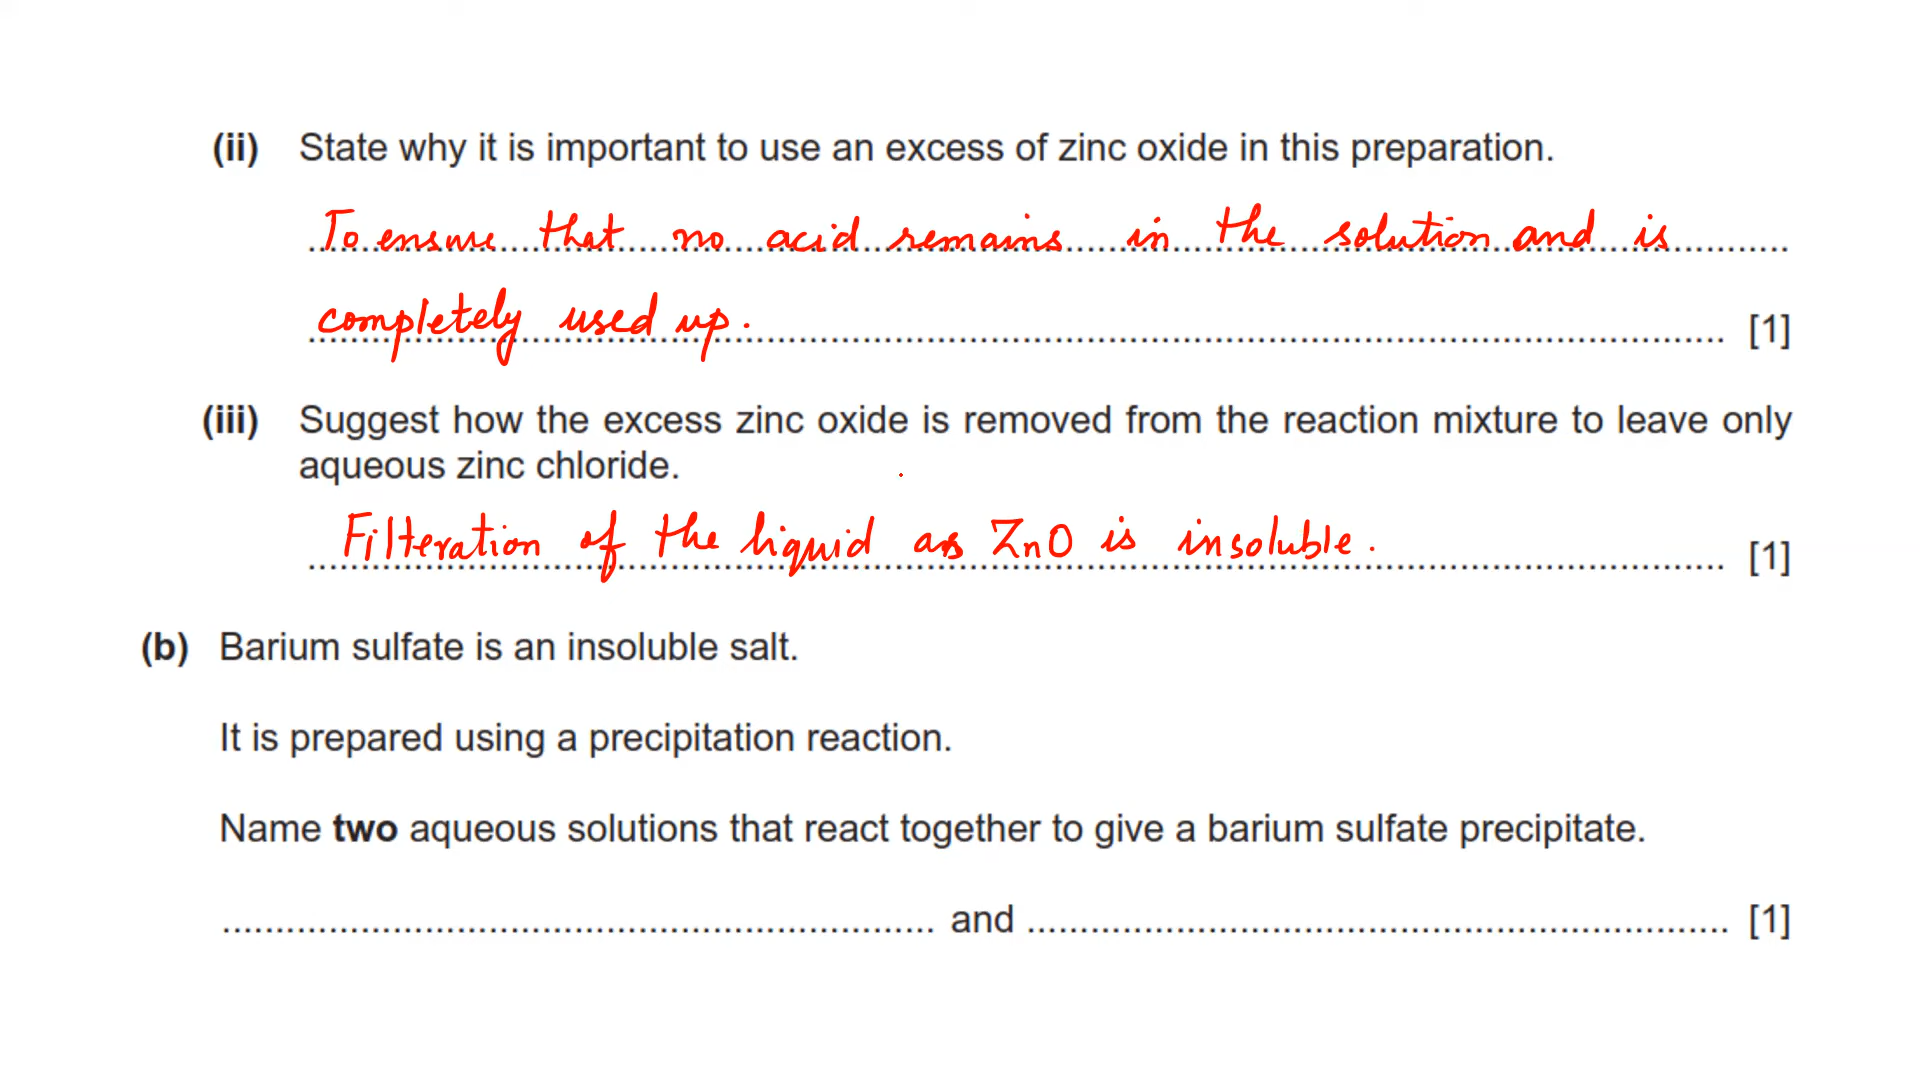 (ii) State why it is important to use an excess of zinc oxide in this preparation.
To ensure that no acid remains in the solution and is
completely used up. [1]
(iii) Suggest how the excess zinc oxide is removed from the reaction mixture to leave only
aqueous zinc chloride.
Filteration of the liquid as ZnO is insoluble. [1]
(b) Barium sulfate is an insoluble salt.
It is prepared using a precipitation reaction.
Name two aqueous solutions that react together to give a barium sulfate precipitate.
.................................................. and .................................................. [1]